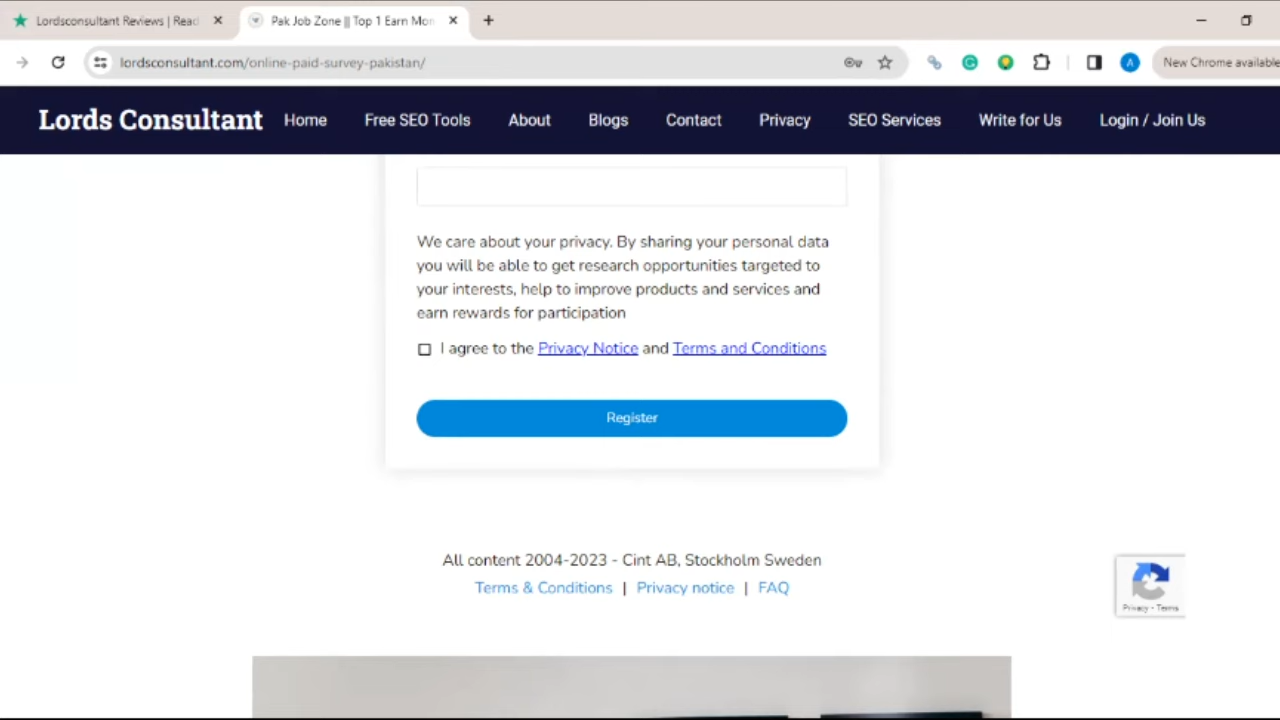 Lordsconsultant Reviews | Read
Pak Job Zone || Top 1 Earn Mon
lordsconsultant.com/online-paid-survey-pakistan/
A
New Chrome available
Lords Consultant
Home
Free SEO Tools
About
Blogs
Contact
Privacy
SEO Services
Write for Us
Login / Join Us
We care about your privacy. By sharing your personal data
you will be able to get research opportunities targeted to
your interests, help to improve products and services and
earn rewards for participation
I agree to the Privacy Notice and Terms and Conditions
Register
All content 2004-2023 - Cint AB, Stockholm Sweden
Terms & Conditions | Privacy notice | FAQ
Privacy - Terms